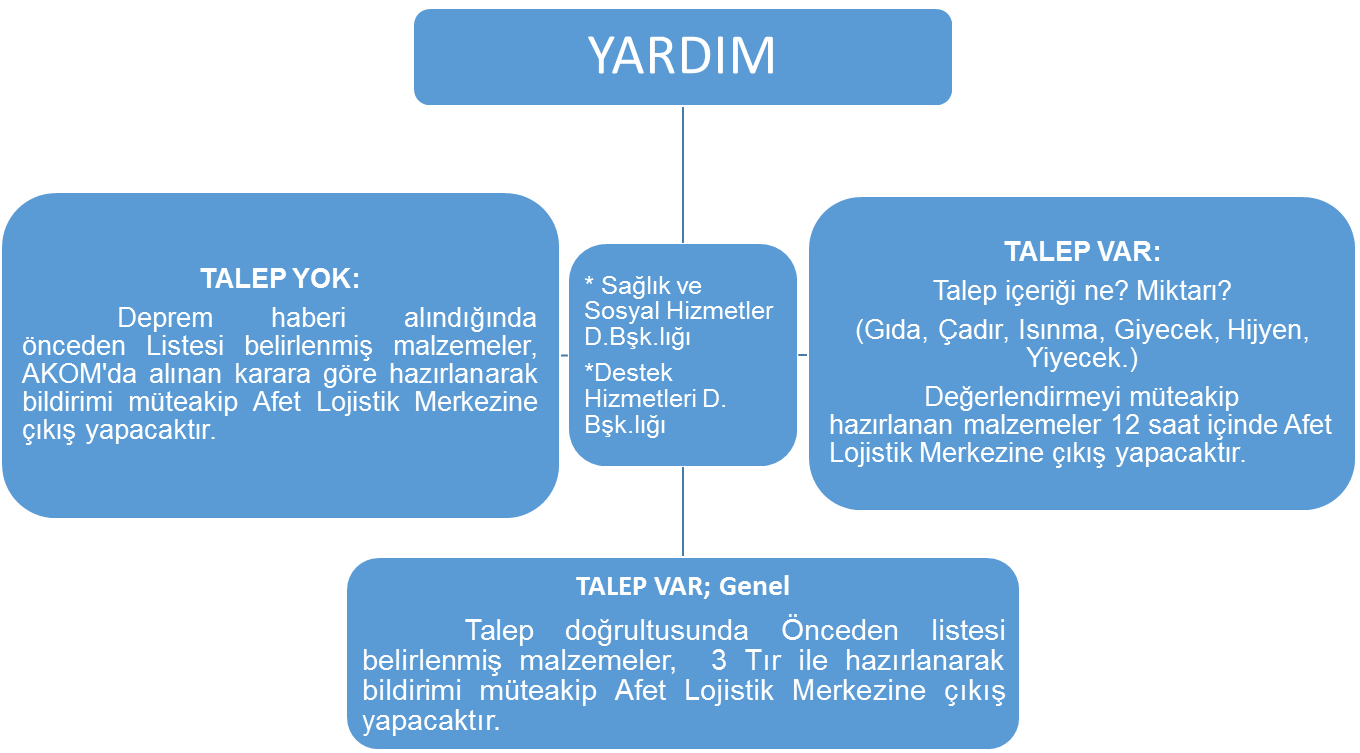 YARDIM
TALEP YOK:
Deprem haberi alındığında
önceden Listesi belirlenmiş malzemeler,
AKOM'da alınan karara göre hazırlanarak
bildirimi müteakip Afet Lojistik Merkezine
çıkış yapacaktır.
* Sağlık ve
Sosyal Hizmetler
D.Bşk.lığı
*Destek
Hizmetleri D.
Bşk.lığı
TALEP VAR:
Talep içeriği ne? Miktarı?
(Gıda, Çadır, Isınma, Giyecek, Hijyen,
Yiyecek.)
Değerlendirmeyi müteakip
hazırlanan malzemeler 12 saat içinde Afet
Lojistik Merkezine çıkış yapacaktır.
TALEP VAR; Genel
Talep doğrultusunda Önceden listesi
belirlenmiş malzemeler, 3 Tır ile hazırlanarak
bildirimi müteakip Afet Lojistik Merkezine çıkış
yapacaktır.